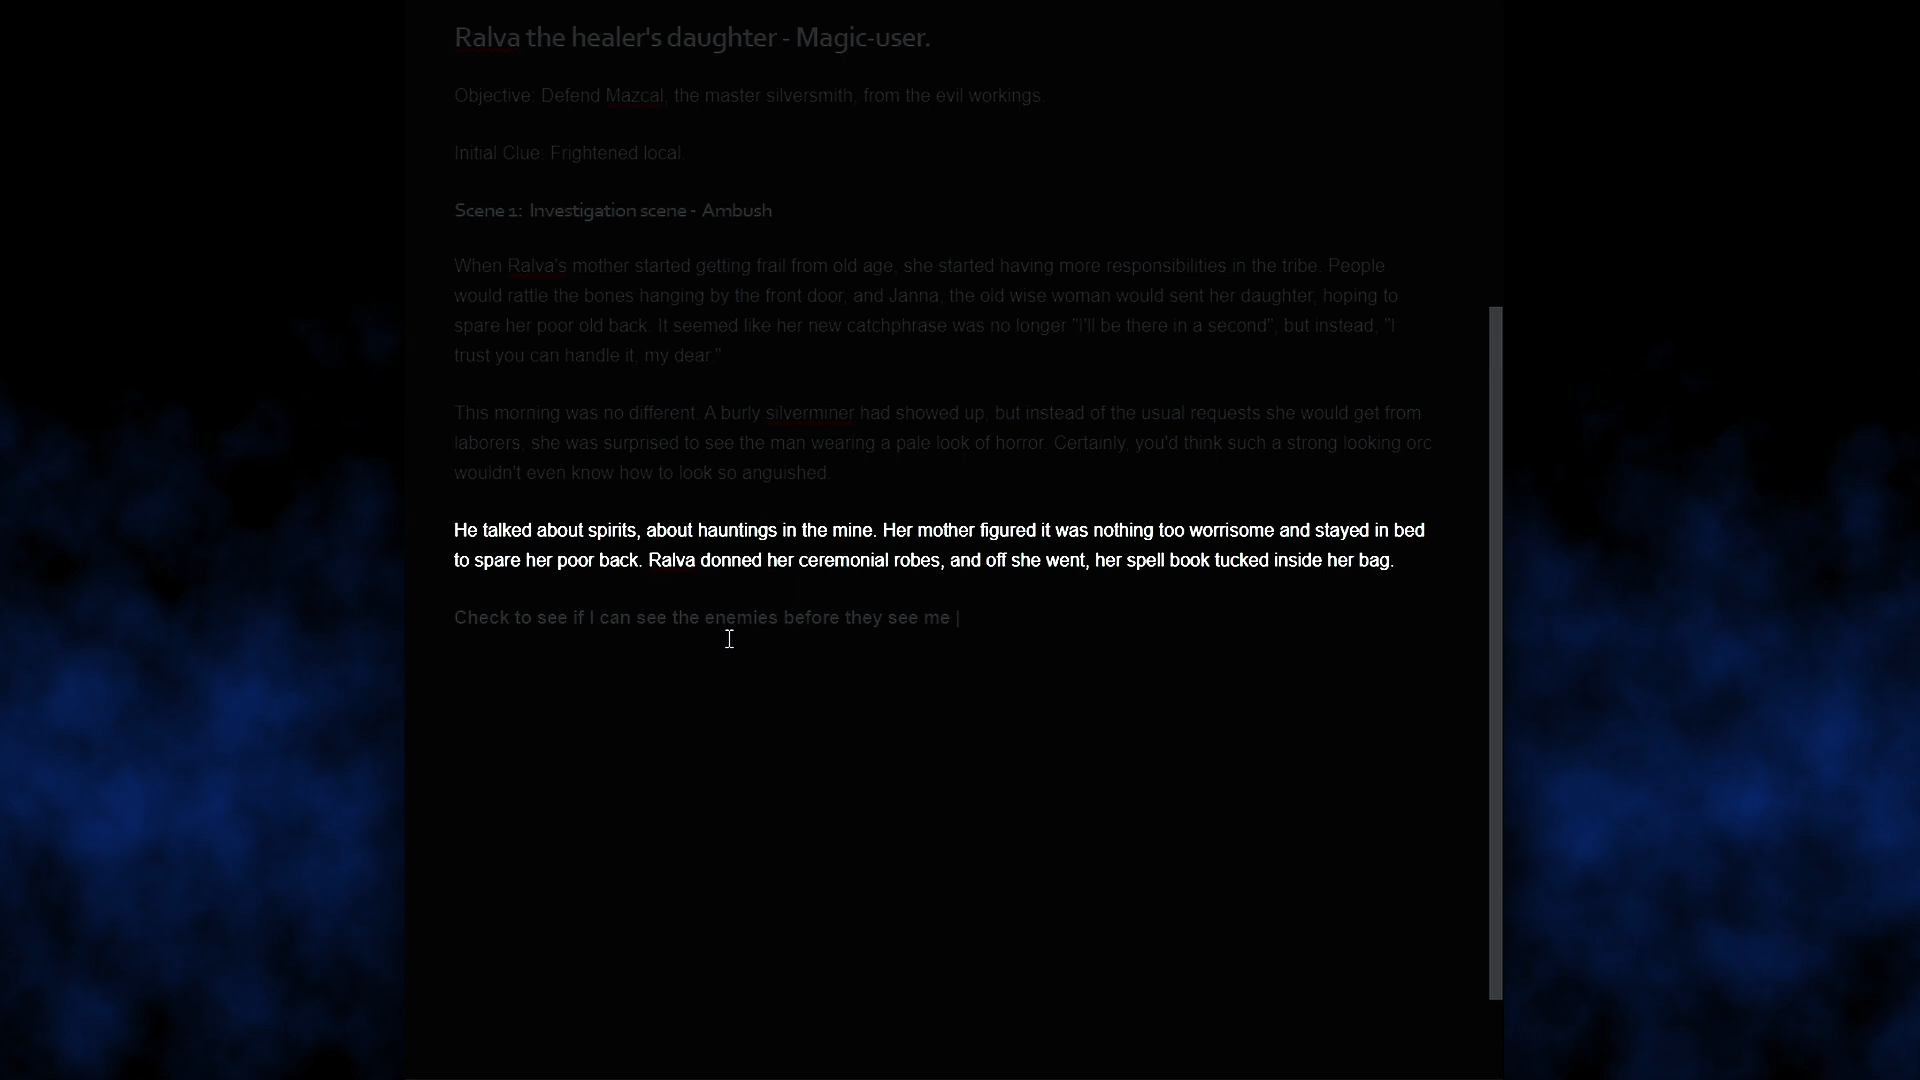 Ralva the healer's daughter - Magic-user.
Objective: Defend Mazcal, the master silversmith, from the evil workings.
Initial Clue: Frightened local.
Scene 1: Investigation scene - Ambush
When Ralva's mother started getting frail from old age, she started having more responsibilities in the tribe. People
would rattle the bones hanging by the front door, and Janna, the old wise woman would sent her daughter, hoping to
spare her poor old back. It seemed like her new catchphrase was no longer "I'll be there in a second", but instead, "I
trust you can handle it, my dear."
This morning was no different. A burly silverminer had showed up, but instead of the usual requests she would get from
laborers, she was surprised to see the man wearing a pale look of horror. Certainly, you'd think such a strong looking orc
wouldn't even know how to look so anguished.
He talked about spirits, about hauntings in the mine. Her mother figured it was nothing too worrisome and stayed in bed
to spare her poor back. Ralva donned her ceremonial robes, and off she went, her spell book tucked inside her bag.
Check to see if I can see the enemies before they see me